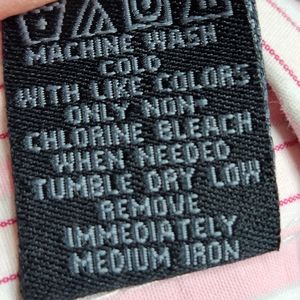 MACHINE WASH
COLD
WITH LIKE COLORS
ONLY NON-
CHLORINE BLEACH
WHEN NEEDED
TUMBLE DRY LOW
REMOVE
IMMEDIATELY
MEDIUM IRON